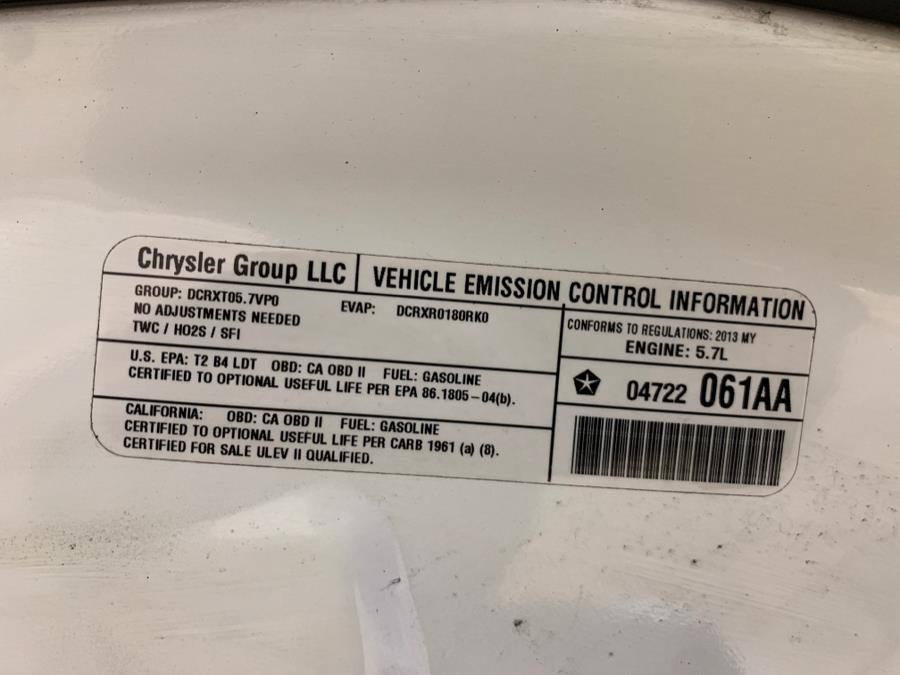 Chrysler Group LLC
VEHICLE EMISSION CONTROL INFORMATION
GROUP: DCRXT05.7VP0 EVAP: DCRXR0180RK0
NO ADJUSTMENTS NEEDED
TWC / HO2S / SFI
U.S. EPA: T2 B4 LDT OBD: CA OBD II FUEL: GASOLINE
CERTIFIED TO OPTIONAL USEFUL LIFE PER EPA 86.1805-04(b).
CALIFORNIA: OBD: CA OBD II FUEL: GASOLINE
CERTIFIED TO OPTIONAL USEFUL LIFE PER CARB 1961 (a) (8).
CERTIFIED FOR SALE ULEV II QUALIFIED.
CONFORMS TO REGULATIONS: 2013 MY
ENGINE: 5.7L
04722 061AA